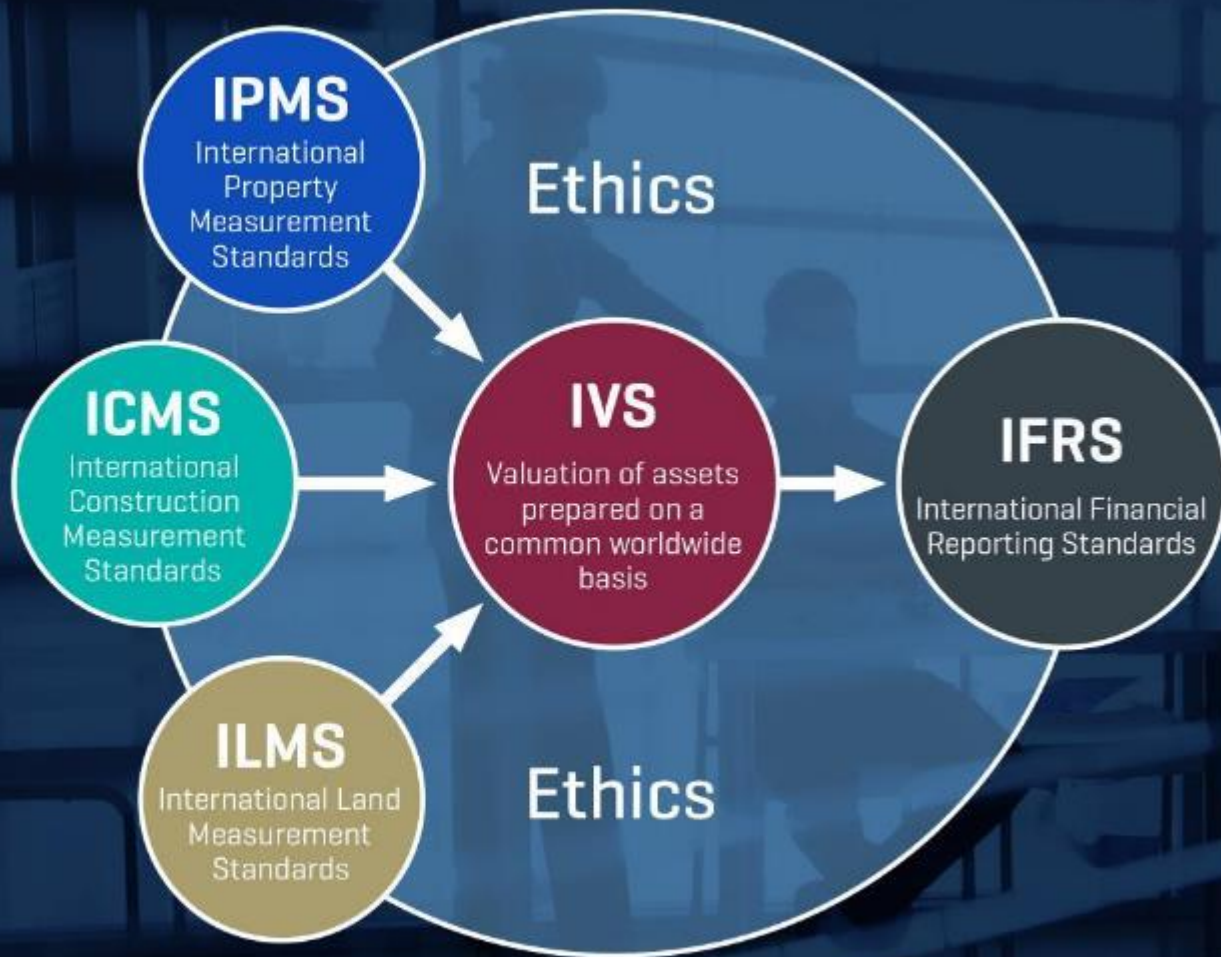 IPMS
International
Property
Measurement
Standards
Ethics
ICMS
International
Construction
Measurement
Standards
IVS
Valuation of assets
prepared on a
common worldwide
basis
IFRS
International Financial
Reporting Standards
ILMS
International Land
Measurement
Standards
Ethics